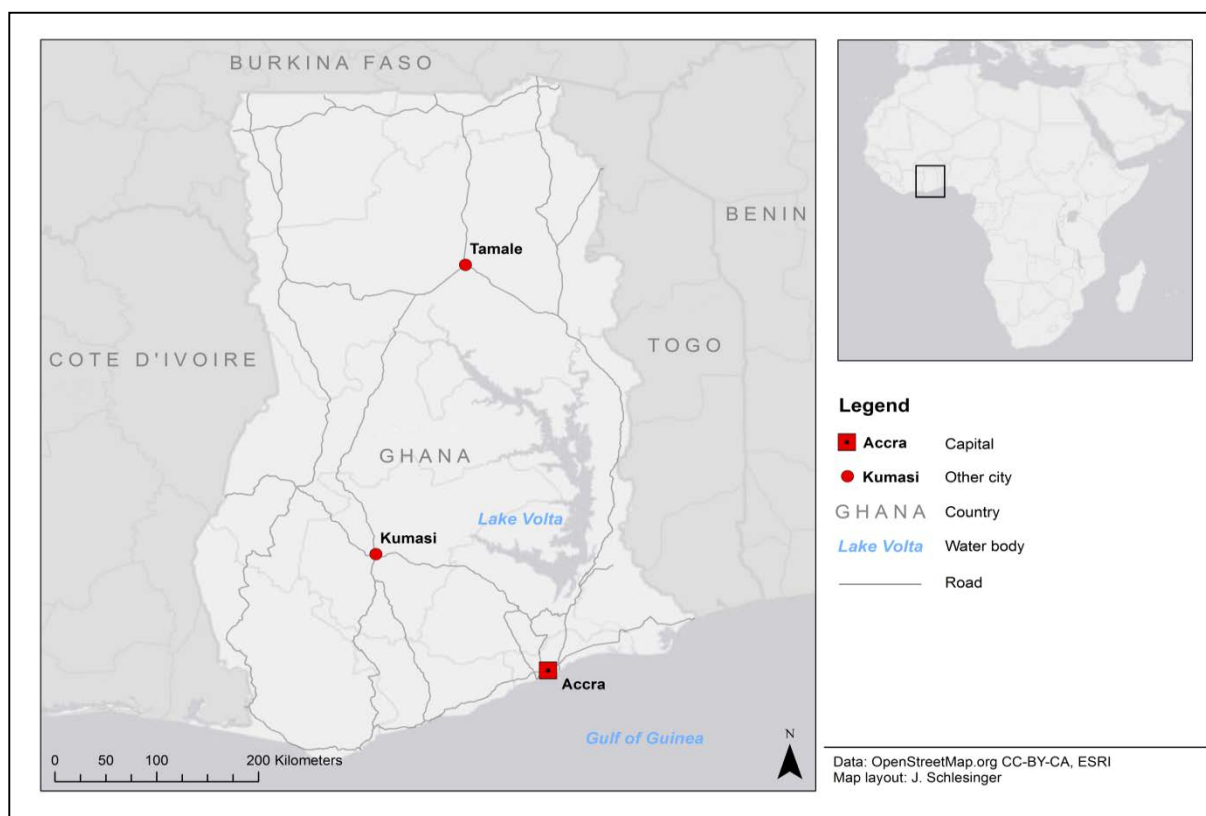 BURKINA FASO
BENIN
Tamale
TOGO
COTE D'IVOIRE
GHANA
Lake Volta
Kumasi
Accra
Gulf of Guinea
N
0 50 100 200 Kilometers
Legend
Accra Capital
Kumasi Other city
GHANA Country
Lake Volta Water body
Road
Data: OpenStreetMap.org CC-BY-CA, ESRI
Map layout: J. Schlesinger